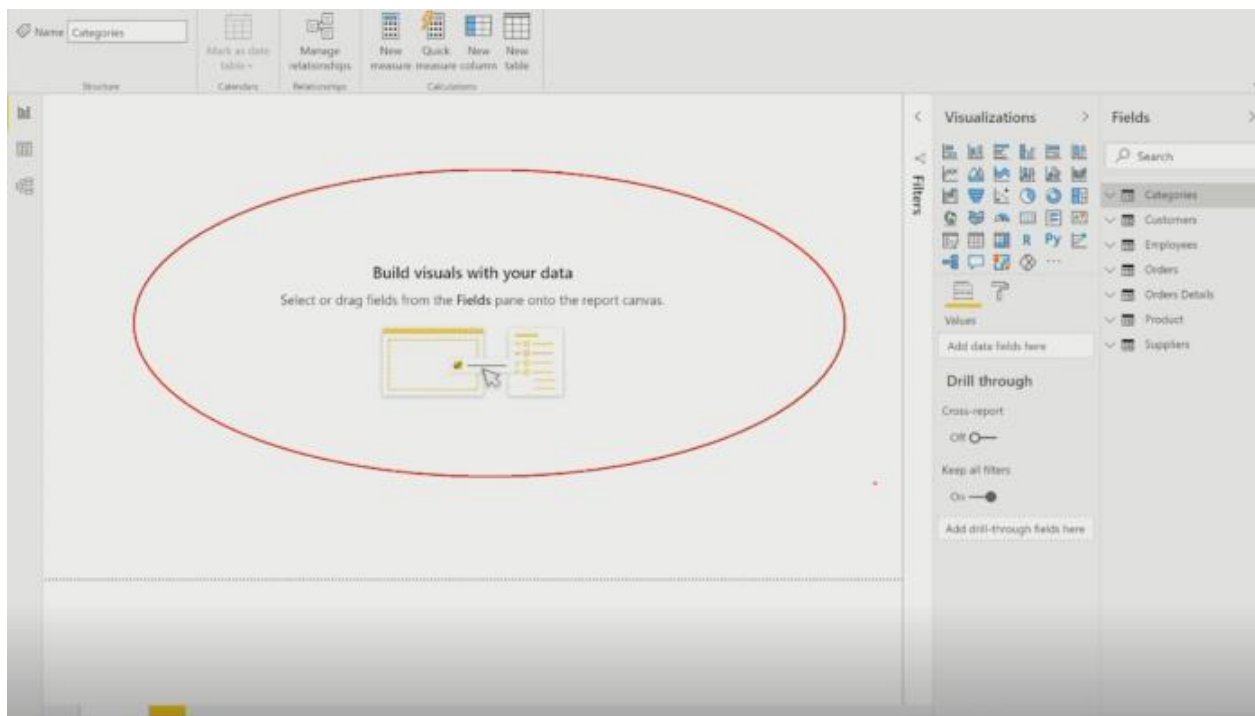 Name Categories
Mark as date table
Manage relationships
New measure
Quick measure
New column
New table
Structure
Calendars
Relationships
Calculations
Build visuals with your data
Select or drag fields from the Fields pane onto the report canvas.
Filters
Visualizations
R
Py
...
Values
Add data fields here
Drill through
Cross-report
Off
Keep all filters
On
Add drill-through fields here
Fields
Search
Categories
Customers
Employees
Orders
Orders Details
Product
Suppliers